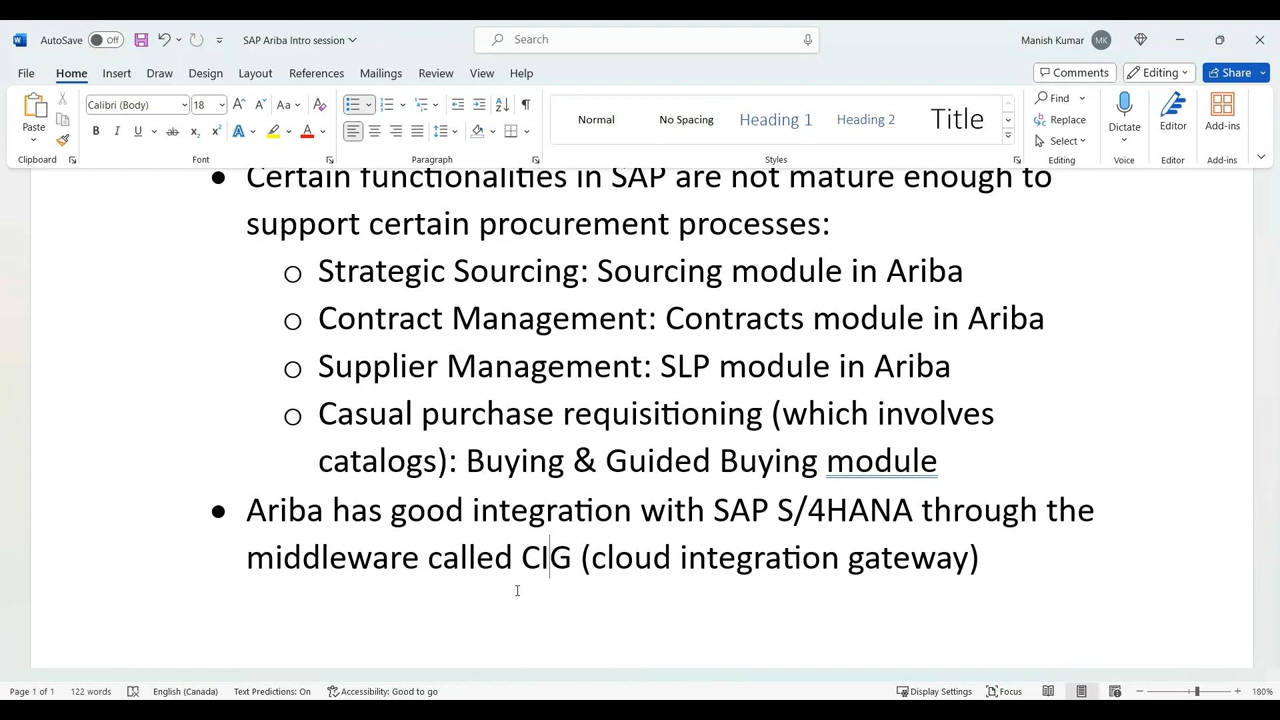 AutoSave Off SAP Ariba Intro session Search Manish Kumar MK
File Home Insert Draw Design Layout References Mailings Review View Help Comments Editing Share
Paste Calibri (Body) 18 A A Aa A Normal No Spacing Heading 1 Heading 2 Title Find Replace Select Dictate Editor Add-ins
B I U ab x₂ x² A A
Clipboard Font Paragraph Styles Editing Voice Editor Add-ins
• Certain functionalities in SAP are not mature enough to
support certain procurement processes:
o Strategic Sourcing: Sourcing module in Ariba
o Contract Management: Contracts module in Ariba
o Supplier Management: SLP module in Ariba
o Casual purchase requisitioning (which involves
catalogs): Buying & Guided Buying module
• Ariba has good integration with SAP S/4HANA through the
middleware called CIG (cloud integration gateway)
Page 1 of 1 122 words English (Canada) Text Predictions: On Accessibility: Good to go Display Settings Focus 180%